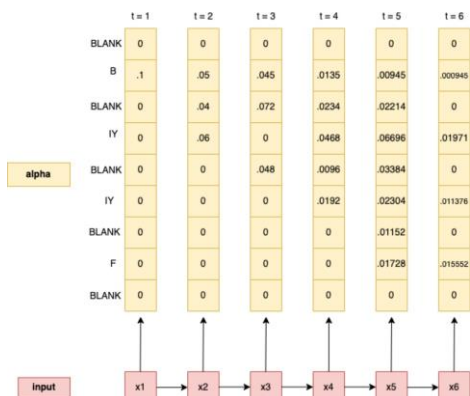 t = 1 t = 2 t = 3 t = 4 t = 5 t = 6
BLANK 0 0 0 0 0 0
B .1 .05 .045 .0135 .00945 .000945
BLANK 0 .04 .072 .0234 .02214 0
IY 0 .06 0 .0468 .06696 .01971
alpha
BLANK 0 0 .048 .0096 .03384 0
IY 0 0 0 .0192 .02304 .011376
BLANK 0 0 0 0 .01152 0
F 0 0 0 0 .01728 .015552
BLANK 0 0 0 0 0 0
input x1 x2 x3 x4 x5 x6